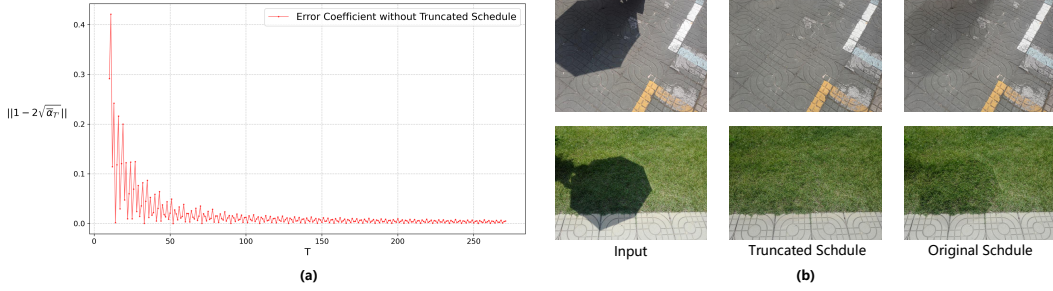 0.4
0.3
0.2
0.1
0.0
||1 − 2√ᾱ_T′||
Error Coefficient without Truncated Schedule
0 50 100 150 200 250
T
(a)
Input Truncated Schdule Original Schdule
(b)